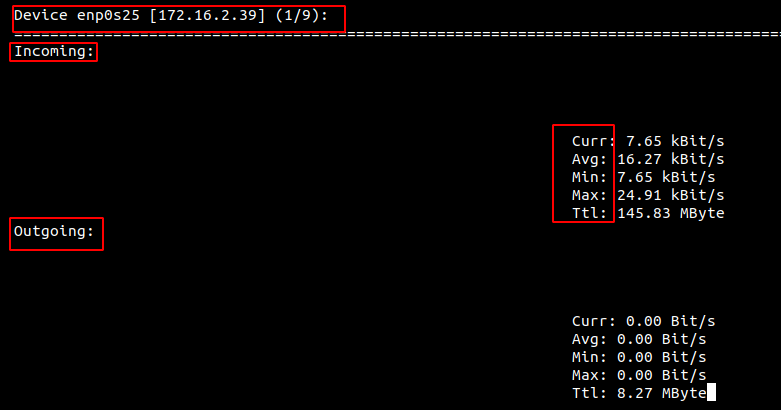 Device enp0s25 [172.16.2.39] (1/9):
================================================================================
Incoming:
Curr: 7.65 kBit/s
Avg: 16.27 kBit/s
Min: 7.65 kBit/s
Max: 24.91 kBit/s
Ttl: 145.83 MByte
Outgoing:
Curr: 0.00 Bit/s
Avg: 0.00 Bit/s
Min: 0.00 Bit/s
Max: 0.00 Bit/s
Ttl: 8.27 MByte